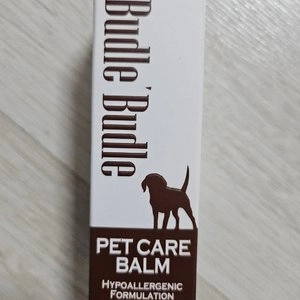 Budle'Budle
PET CARE
BALM
HYPOALLERGENIC
FORMULATION